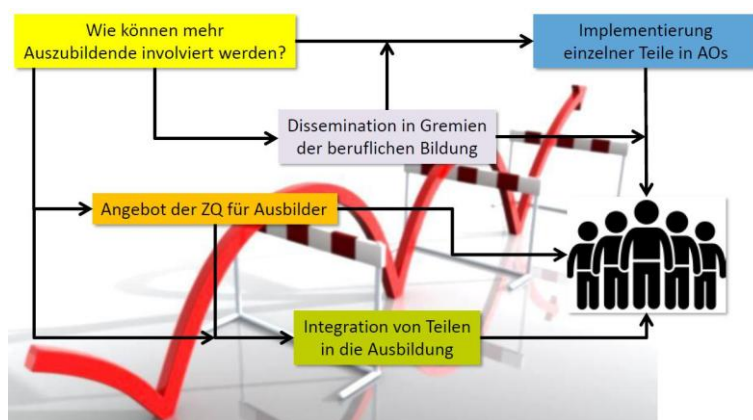 Wie können mehr
Auszubildende involviert werden?
Implementierung
einzelner Teile in AOs
Dissemination in Gremien
der beruflichen Bildung
Angebot der ZQ für Ausbilder
Integration von Teilen
in die Ausbildung